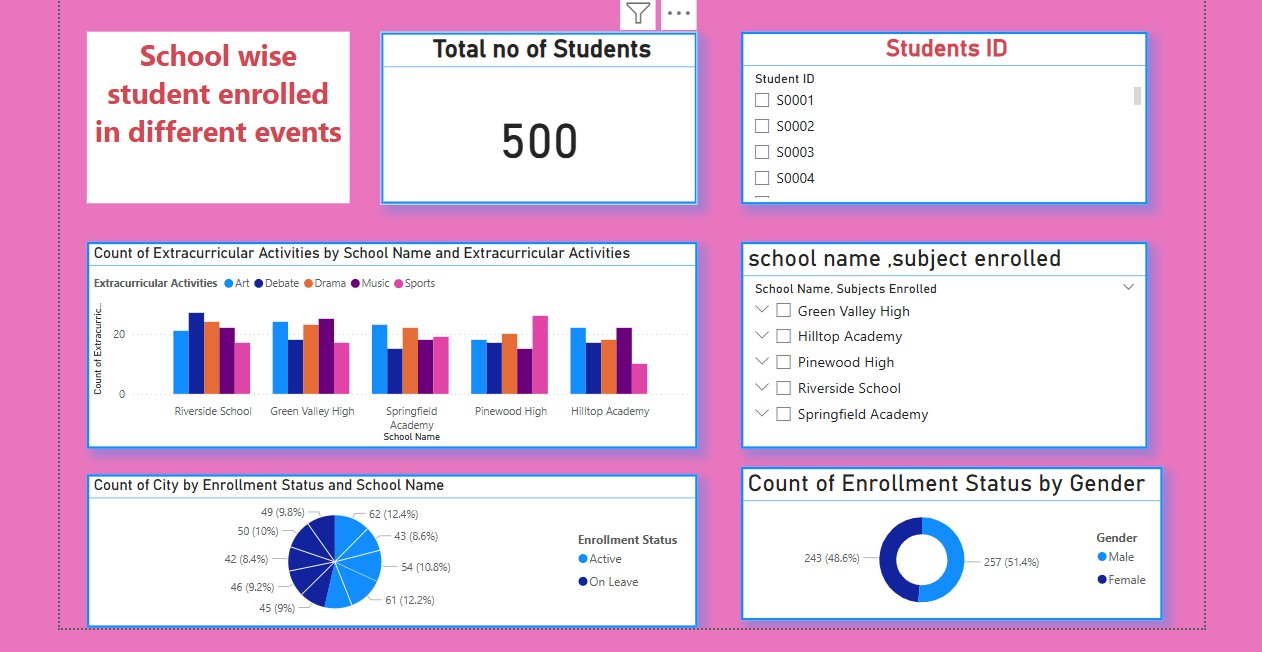 School wise
student enrolled
in different events
Total no of Students
500
Students ID
Student ID
S0001
S0002
S0003
S0004
Count of Extracurricular Activities by School Name and Extracurricular Activities
Extracurricular Activities Art Debate Drama Music Sports
Count of Extracurric...
20
0
Riverside School Green Valley High Springfield Academy Pinewood High Hilltop Academy
School Name
school name ,subject enrolled
School Name, Subjects Enrolled
Green Valley High
Hilltop Academy
Pinewood High
Riverside School
Springfield Academy
Count of City by Enrollment Status and School Name
49 (9.8%) 62 (12.4%)
50 (10%) 43 (8.6%)
42 (8.4%) 54 (10.8%)
46 (9.2%) 61 (12.2%)
45 (9%)
Enrollment Status
Active
On Leave
Count of Enrollment Status by Gender
243 (48.6%) 257 (51.4%)
Gender
Male
Female